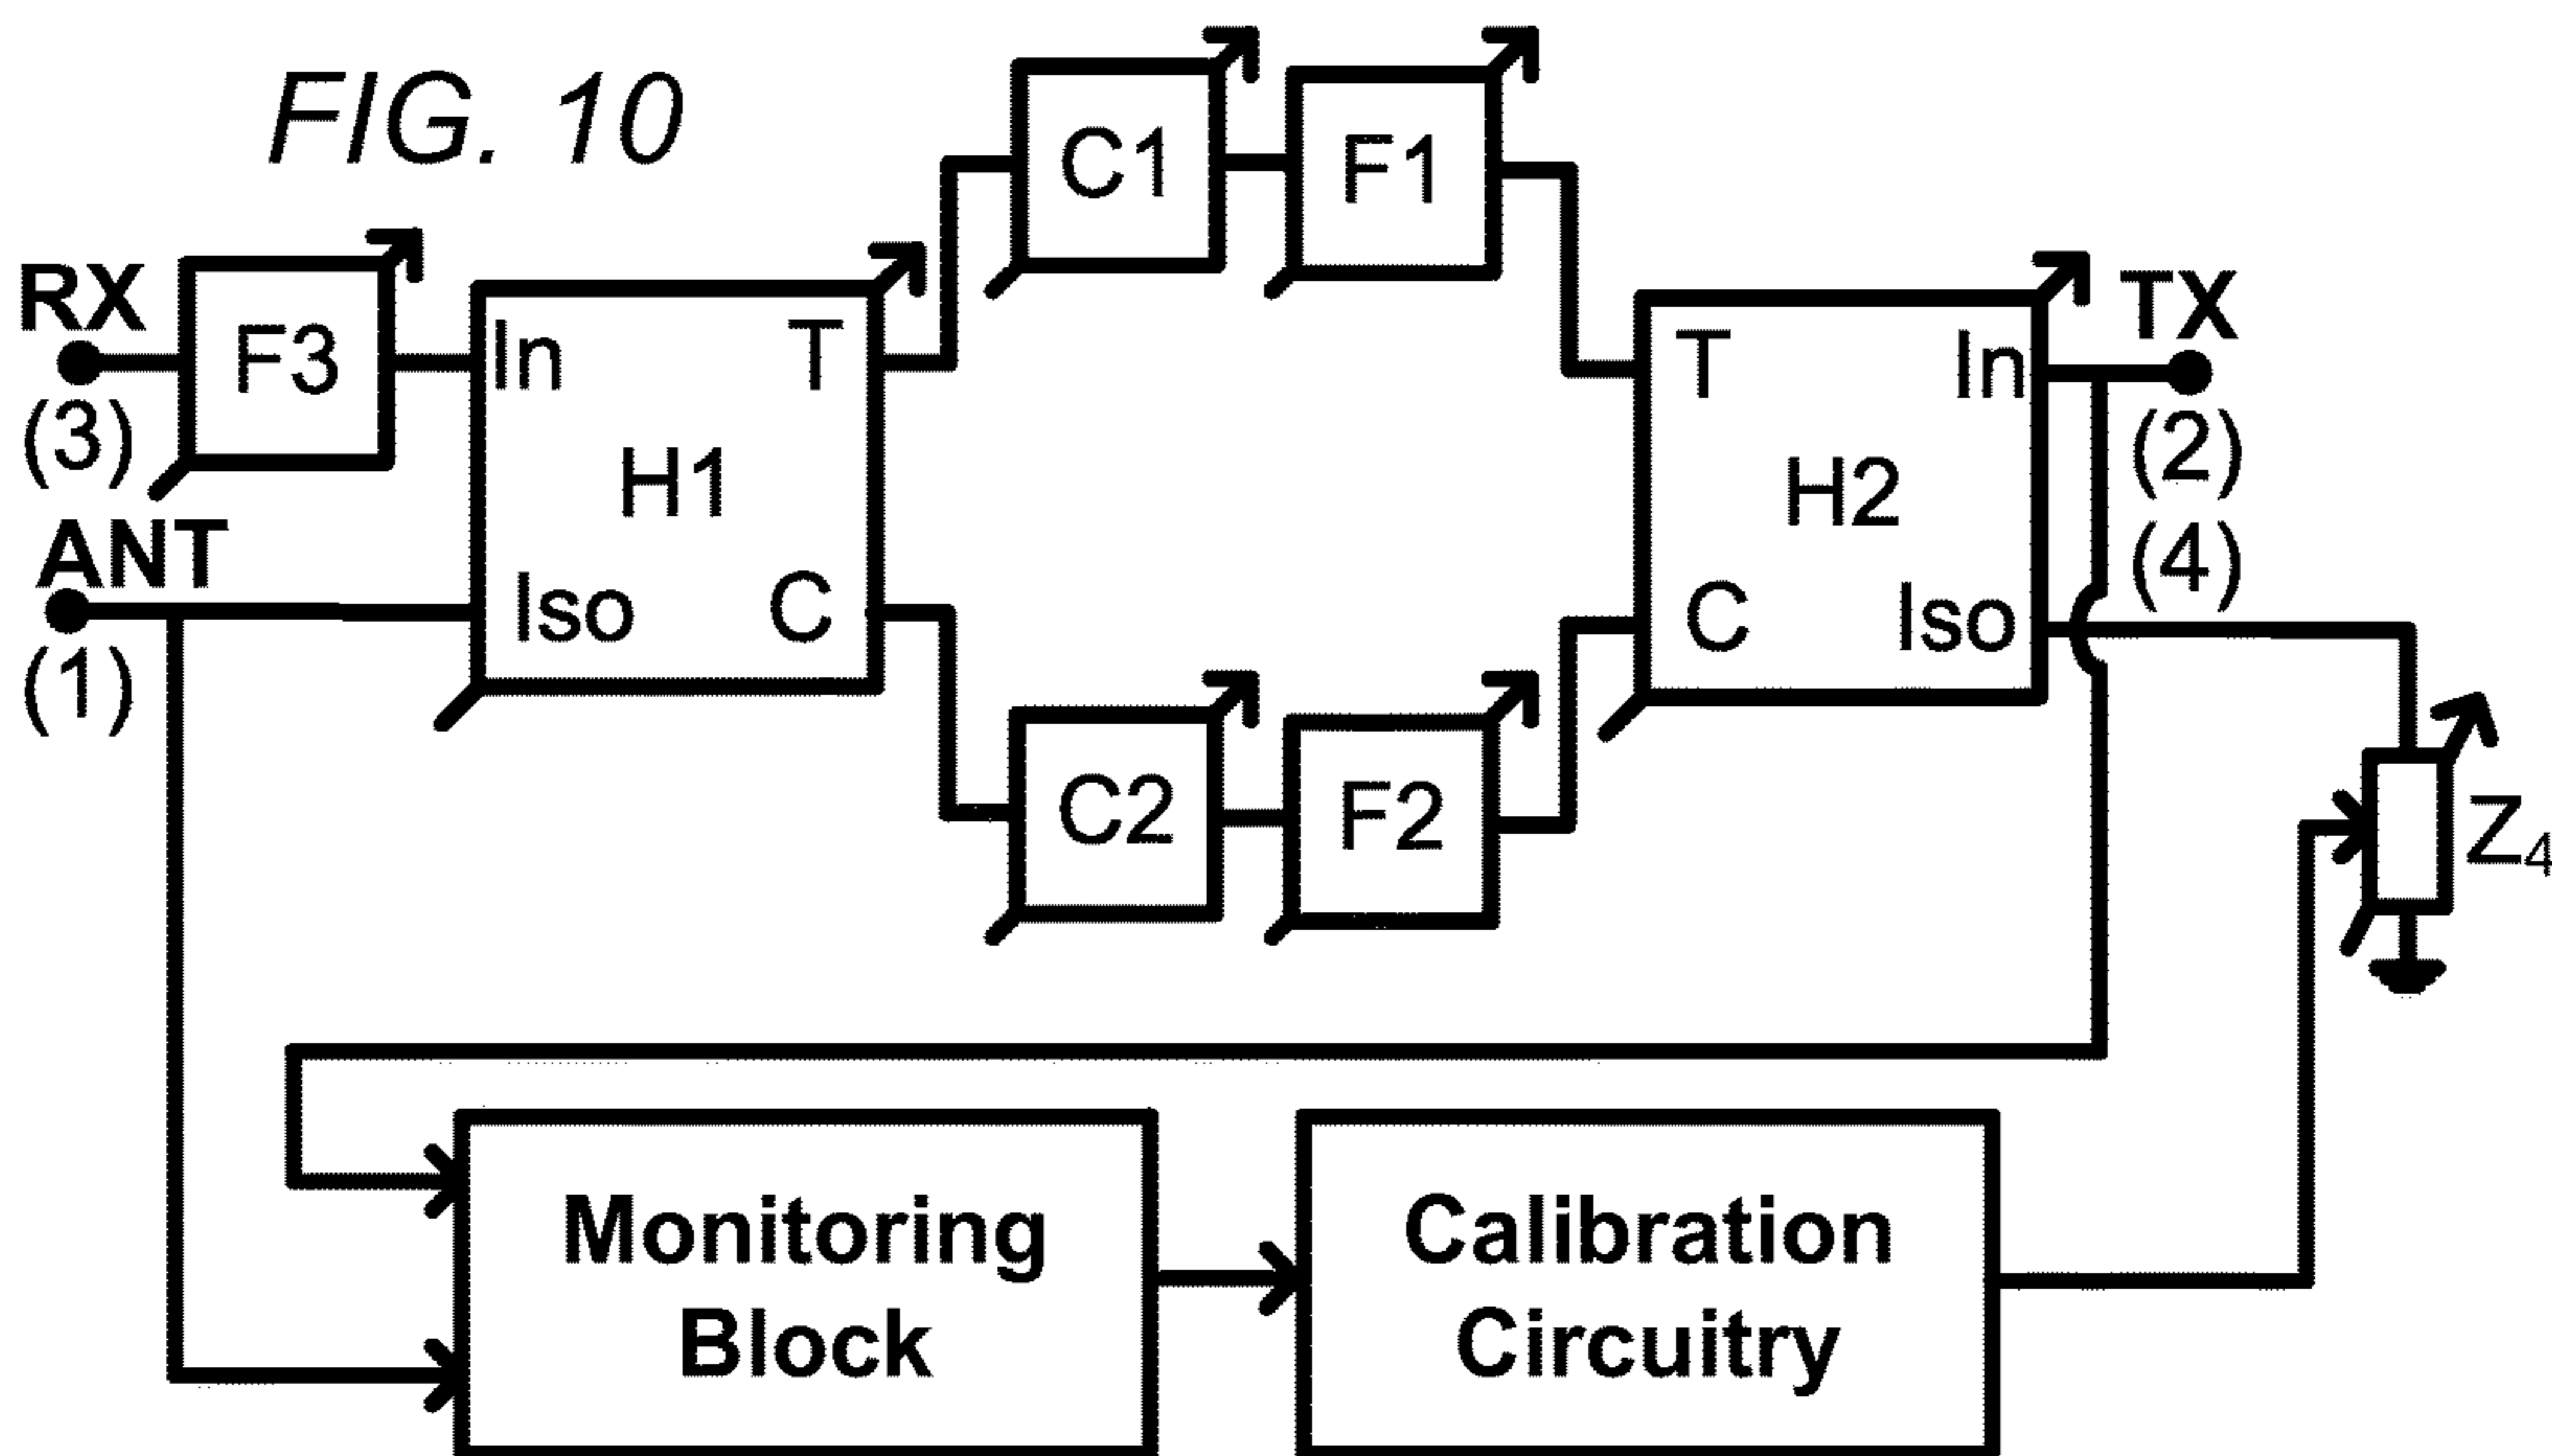 FIG. 10
C1
F1
RX
F3
In
T
T
In
TX
(3)
H1
H2
(2)
ANT
(4)
Iso
C
C
Iso
(1)
C2
F2
Z4
Monitoring
Block
Calibration
Circuitry